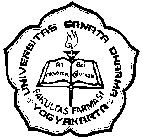 UNIVERSITAS SANATA DHARMA
FAKULTAS FARMASI
YOGYAKARTA